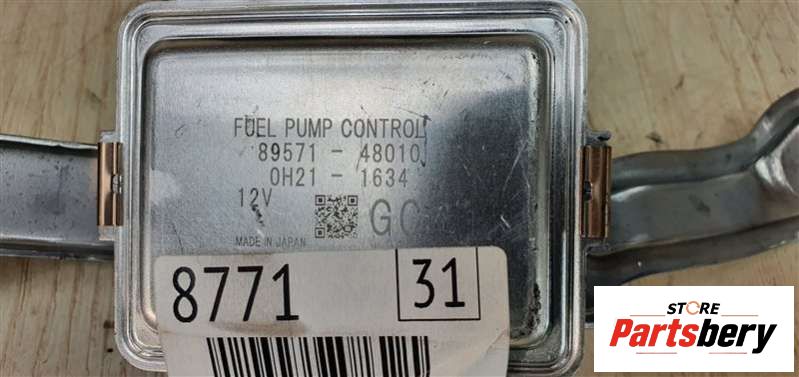 FUEL PUMP CONTROL
89571 - 48010
0H21 - 1634
12V
GC
MADE IN JAPAN
8771
31
STORE
Partsbery